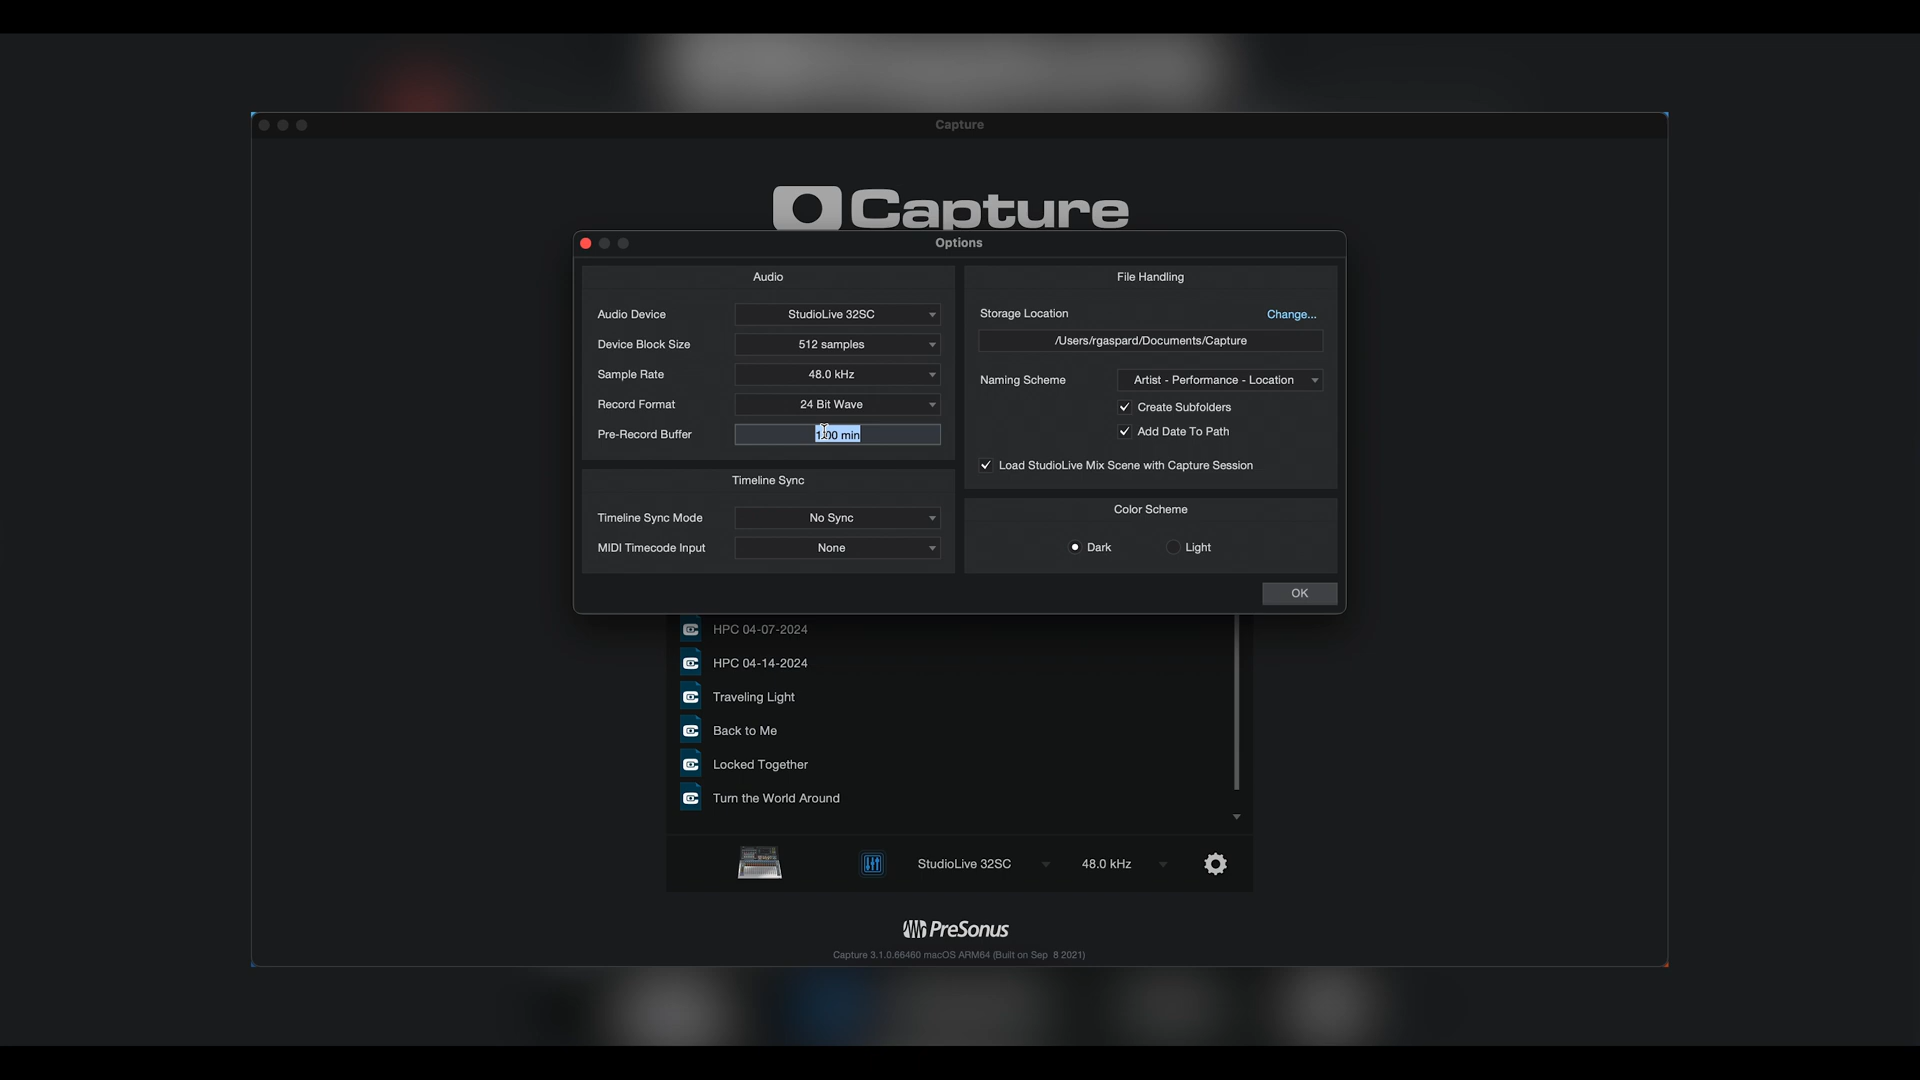 Capture
Capture
Options
Audio
Audio Device StudioLive 32SC
Device Block Size 512 samples
Sample Rate 48.0 kHz
Record Format 24 Bit Wave
Pre-Record Buffer 1.00 min
Timeline Sync
Timeline Sync Mode No Sync
MIDI Timecode Input None
File Handling
Storage Location Change...
/Users/rgaspard/Documents/Capture
Naming Scheme Artist - Performance - Location
Create Subfolders
Add Date To Path
Load StudioLive Mix Scene with Capture Session
Color Scheme
Dark Light
OK
HPC 04-07-2024
HPC 04-14-2024
Traveling Light
Back to Me
Locked Together
Turn the World Around
StudioLive 32SC 48.0 kHz
PreSonus
Capture 3.1.0.66460 macOS ARM64 (Built on Sep 8 2021)